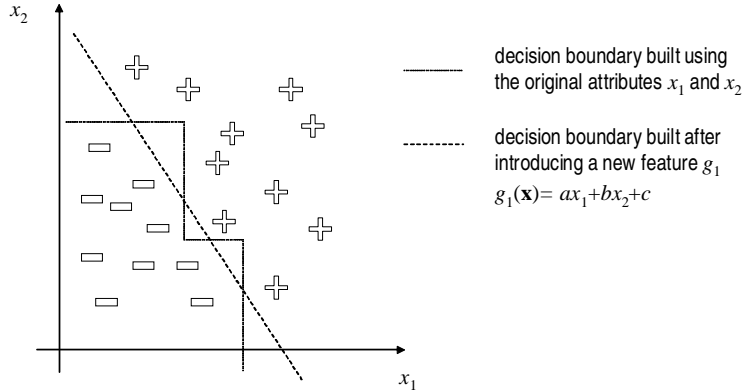 x₂
decision boundary built using
the original attributes x₁ and x₂
decision boundary built after
introducing a new feature g₁
g₁(x)= ax₁+bx₂+c
x₁